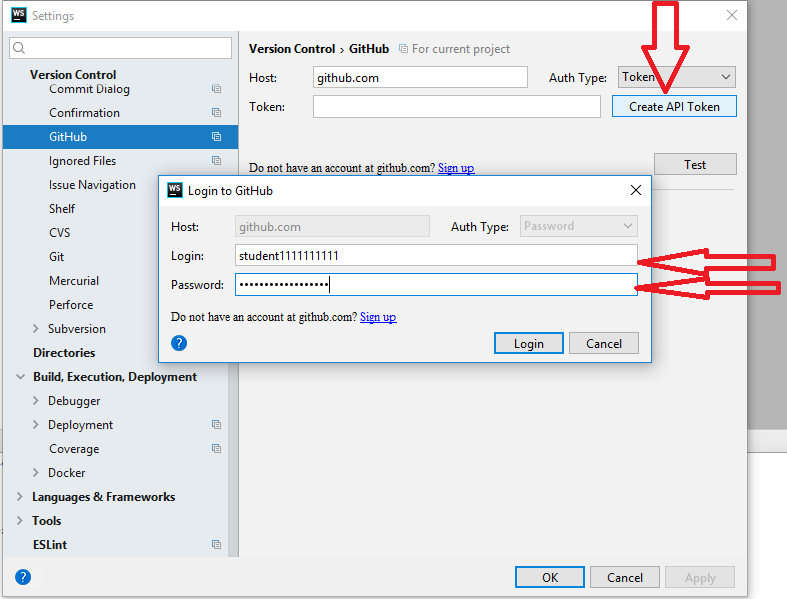 WS Settings
Version Control
Commit Dialog
Confirmation
GitHub
Ignored Files
Issue Navigation
Shelf
CVS
Git
Mercurial
Perforce
Subversion
Directories
Build, Execution, Deployment
Debugger
Deployment
Coverage
Docker
Languages & Frameworks
Tools
ESLint
Version Control › GitHub For current project
Host: github.com Auth Type: Token
Token: Create API Token
Do not have an account at github.com? Sign up
Test
WS Login to GitHub
Host: github.com Auth Type: Password
Login: student1111111111
Password: ••••••••••••••••••
Do not have an account at github.com? Sign up
? Login Cancel
? OK Cancel Apply